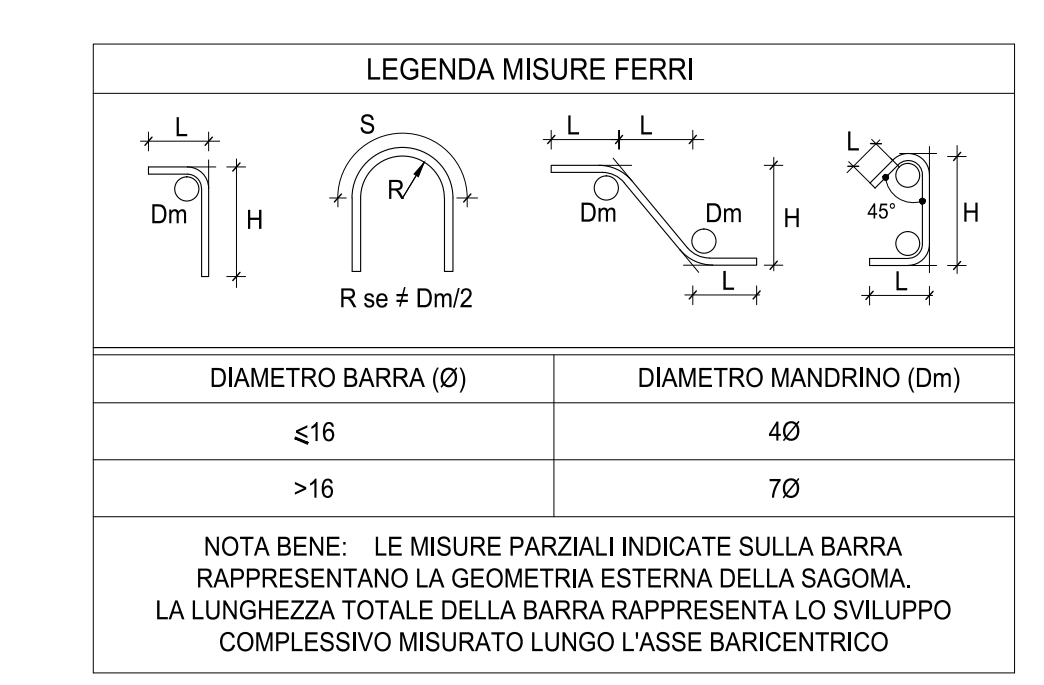 LEGENDA MISURE FERRI
L
Dm
H
S
R
R se ≠ Dm/2
L L
Dm
Dm
H
L
L
45°
H
L
DIAMETRO BARRA (Ø) DIAMETRO MANDRINO (Dm)
⩽16 4Ø
>16 7Ø
NOTA BENE: LE MISURE PARZIALI INDICATE SULLA BARRA
RAPPRESENTANO LA GEOMETRIA ESTERNA DELLA SAGOMA.
LA LUNGHEZZA TOTALE DELLA BARRA RAPPRESENTA LO SVILUPPO
COMPLESSIVO MISURATO LUNGO L'ASSE BARICENTRICO